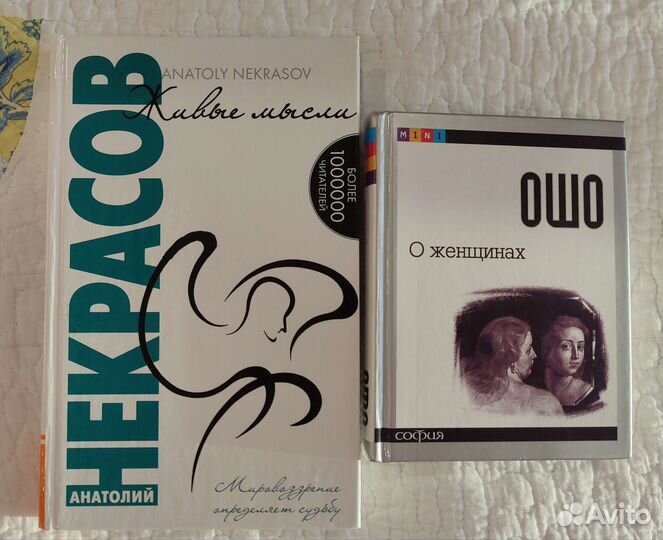 ANATOLY NEKRASOV
Живые мысли
БОЛЕЕ
1000000
ЧИТАТЕЛЕЙ
НЕКРАСОВ
АНАТОЛИЙ
Мировоззрение
определяет судьбу
MINI
ОШО
О женщинах
ОШО
СОФИЯ
Avito